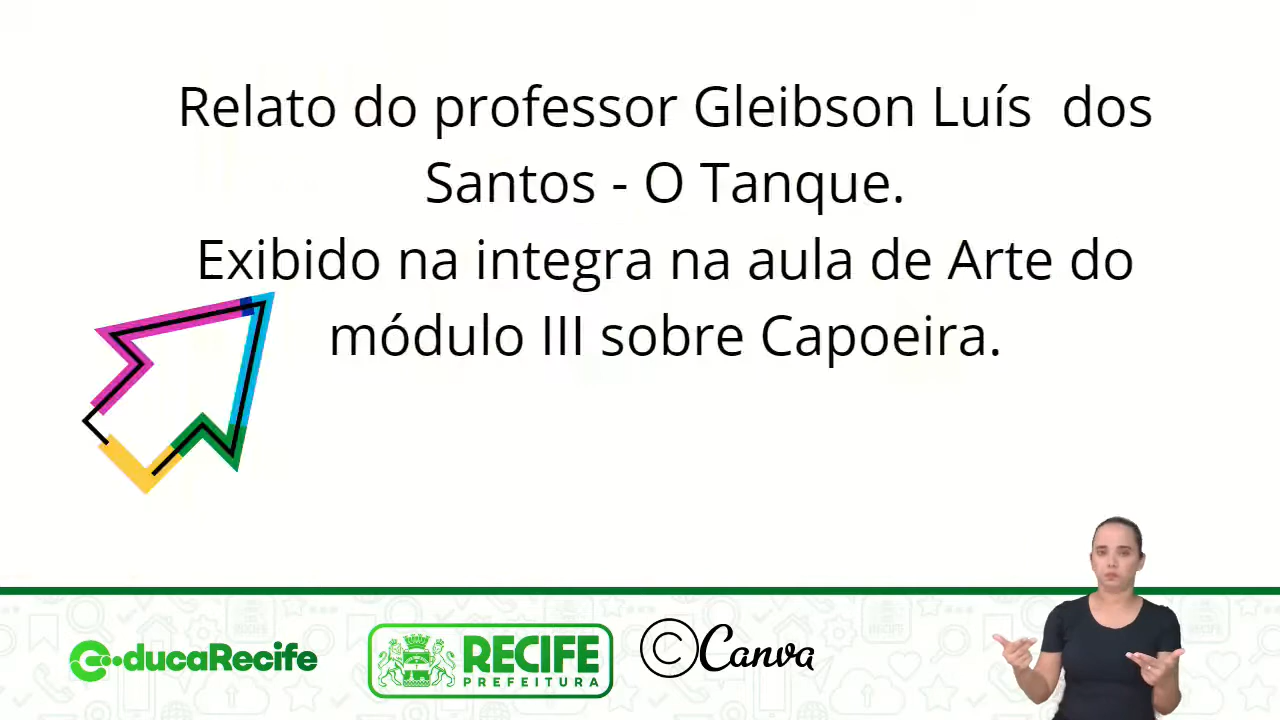 Relato do professor Gleibson Luís dos
Santos - O Tanque.
Exibido na integra na aula de Arte do
módulo III sobre Capoeira.
educaRecife
RECIFE
PREFEITURA
©Canva